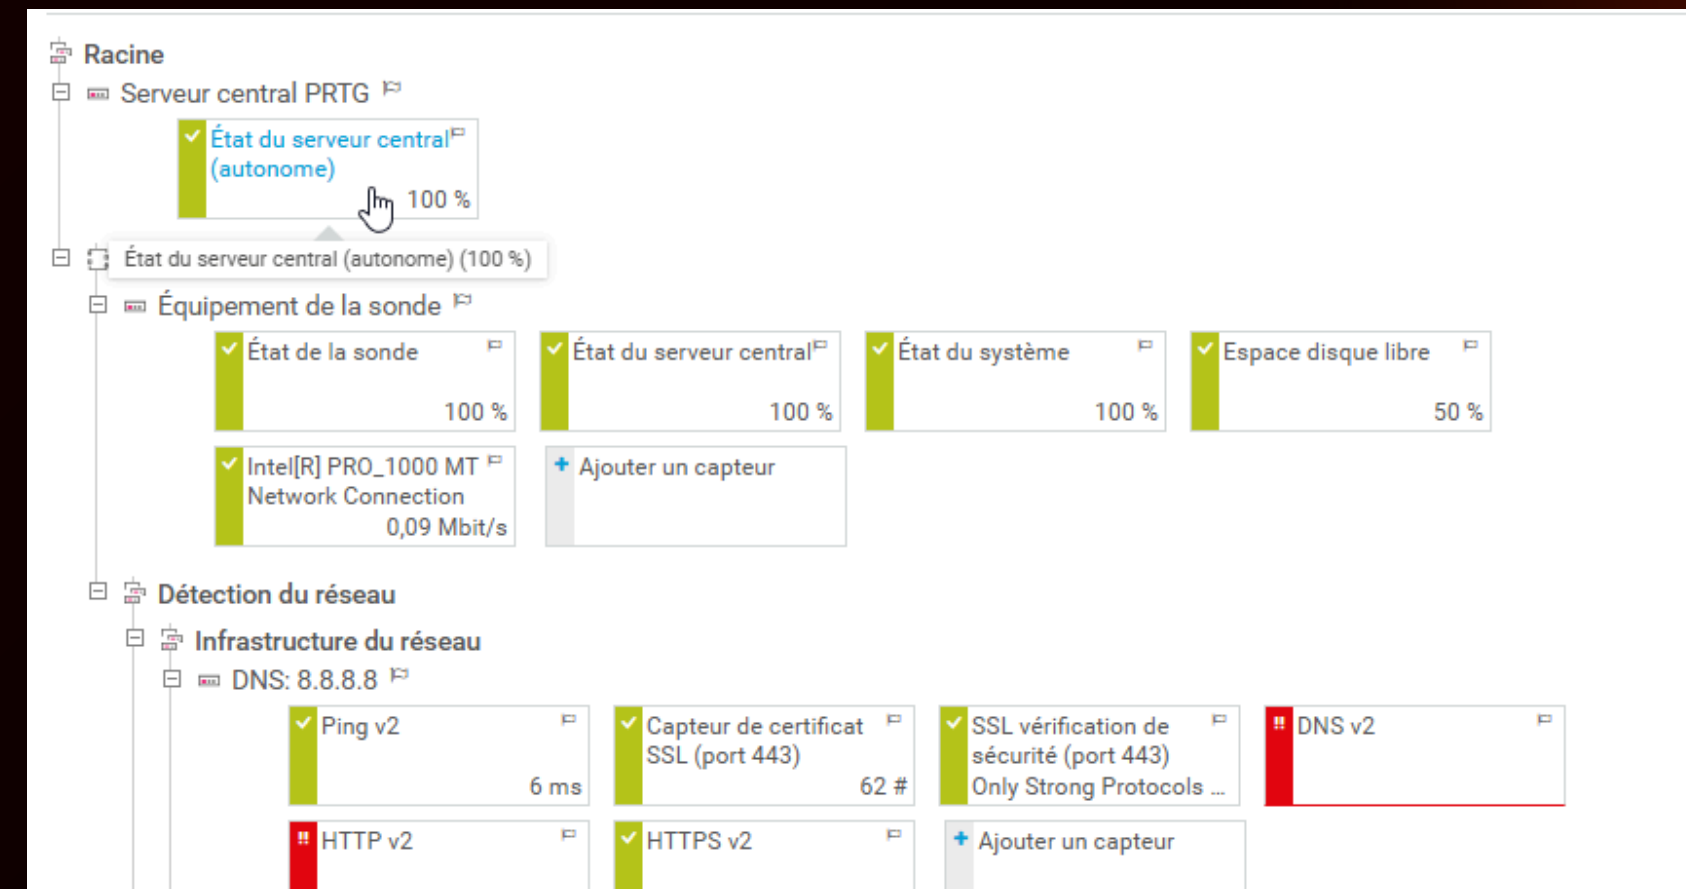 Racine
Serveur central PRTG
État du serveur central
(autonome)
100 %
État du serveur central (autonome) (100 %)
Équipement de la sonde
État de la sonde
100 %
État du serveur central
100 %
État du système
100 %
Espace disque libre
50 %
Intel[R] PRO_1000 MT
Network Connection
0,09 Mbit/s
Ajouter un capteur
Détection du réseau
Infrastructure du réseau
DNS: 8.8.8.8
Ping v2
6 ms
Capteur de certificat
SSL (port 443)
62 #
SSL vérification de
sécurité (port 443)
Only Strong Protocols ...
DNS v2
HTTP v2
HTTPS v2
Ajouter un capteur